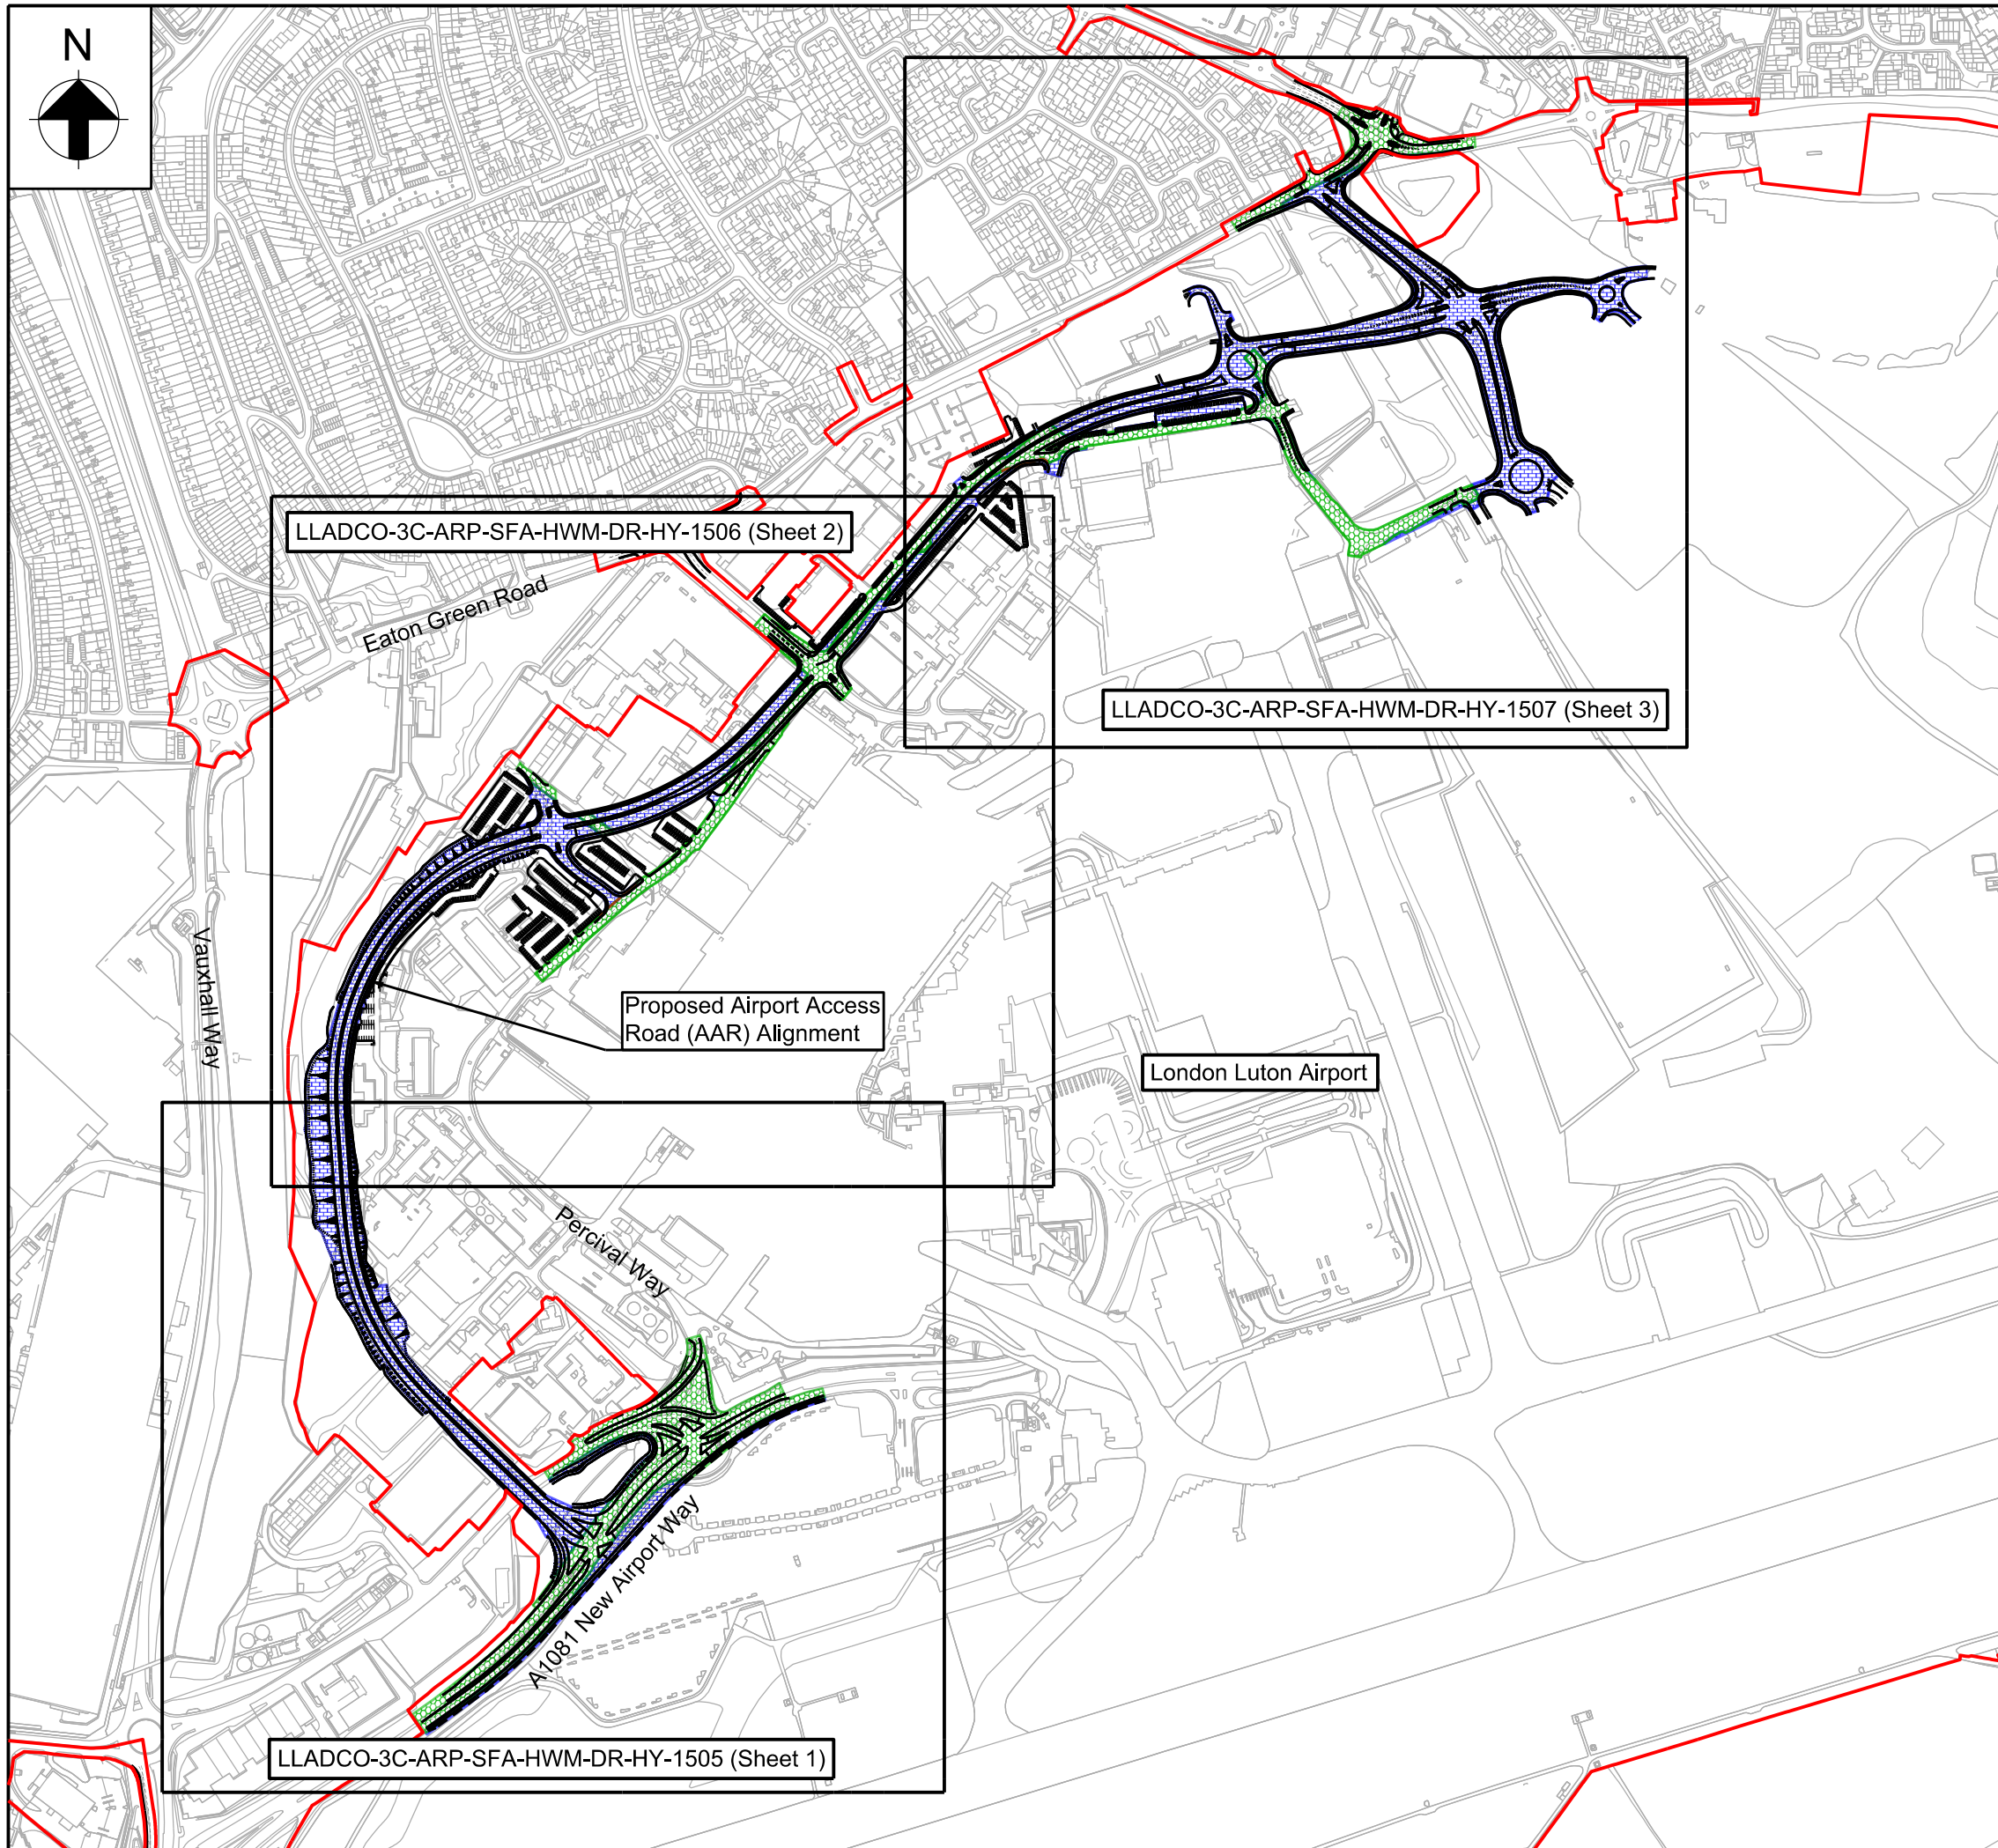 N
LLADCO-3C-ARP-SFA-HWM-DR-HY-1506 (Sheet 2)
Eaton Green Road
LLADCO-3C-ARP-SFA-HWM-DR-HY-1507 (Sheet 3)
Vauxhall Way
Proposed Airport Access
Road (AAR) Alignment
London Luton Airport
Percival Way
A1081 New Airport Way
LLADCO-3C-ARP-SFA-HWM-DR-HY-1505 (Sheet 1)